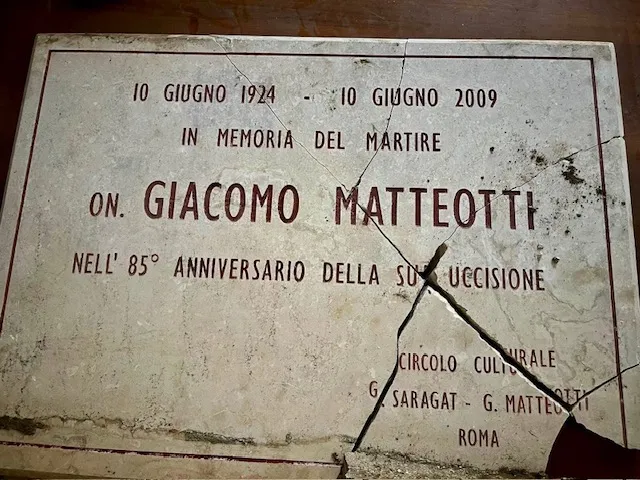 10 GIUGNO 1924 - 10 GIUGNO 2009
IN MEMORIA DEL MARTIRE
ON. GIACOMO MATTEOTTI
NELL' 85° ANNIVERSARIO DELLA SUA UCCISIONE
CIRCOLO CULTURALE
G. SARAGAT - G. MATTEOTTI
ROMA